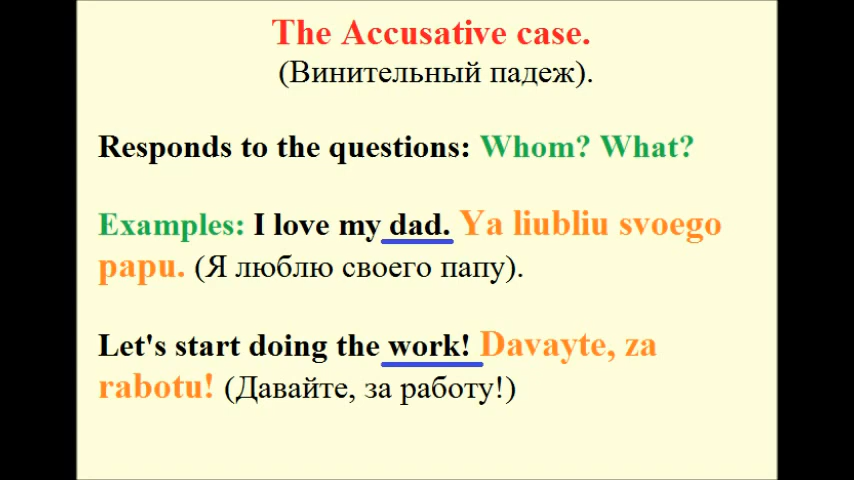 The Accusative case.
(Винительный падеж).
Responds to the questions: Whom? What?
Examples: I love my dad. Ya liubliu svoego
papu. (Я люблю своего папу).
Let's start doing the work! Davayte, za
rabotu! (Давайте, за работу!)